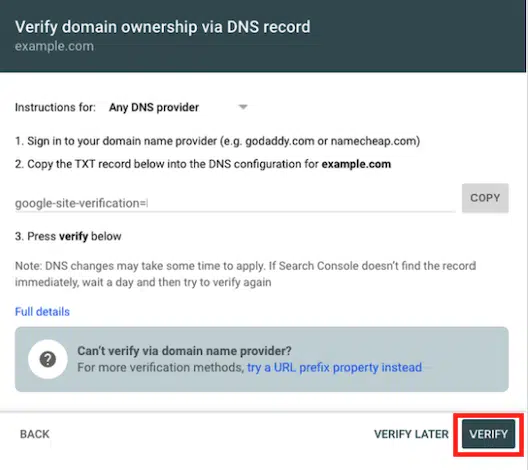 Verify domain ownership via DNS record
example.com
Instructions for: Any DNS provider
1. Sign in to your domain name provider (e.g. godaddy.com or namecheap.com)
2. Copy the TXT record below into the DNS configuration for example.com
google-site-verification=
COPY
3. Press verify below
Note: DNS changes may take some time to apply. If Search Console doesn't find the record
immediately, wait a day and then try to verify again
Full details
Can't verify via domain name provider?
For more verification methods, try a URL prefix property instead
BACK
VERIFY LATER
VERIFY